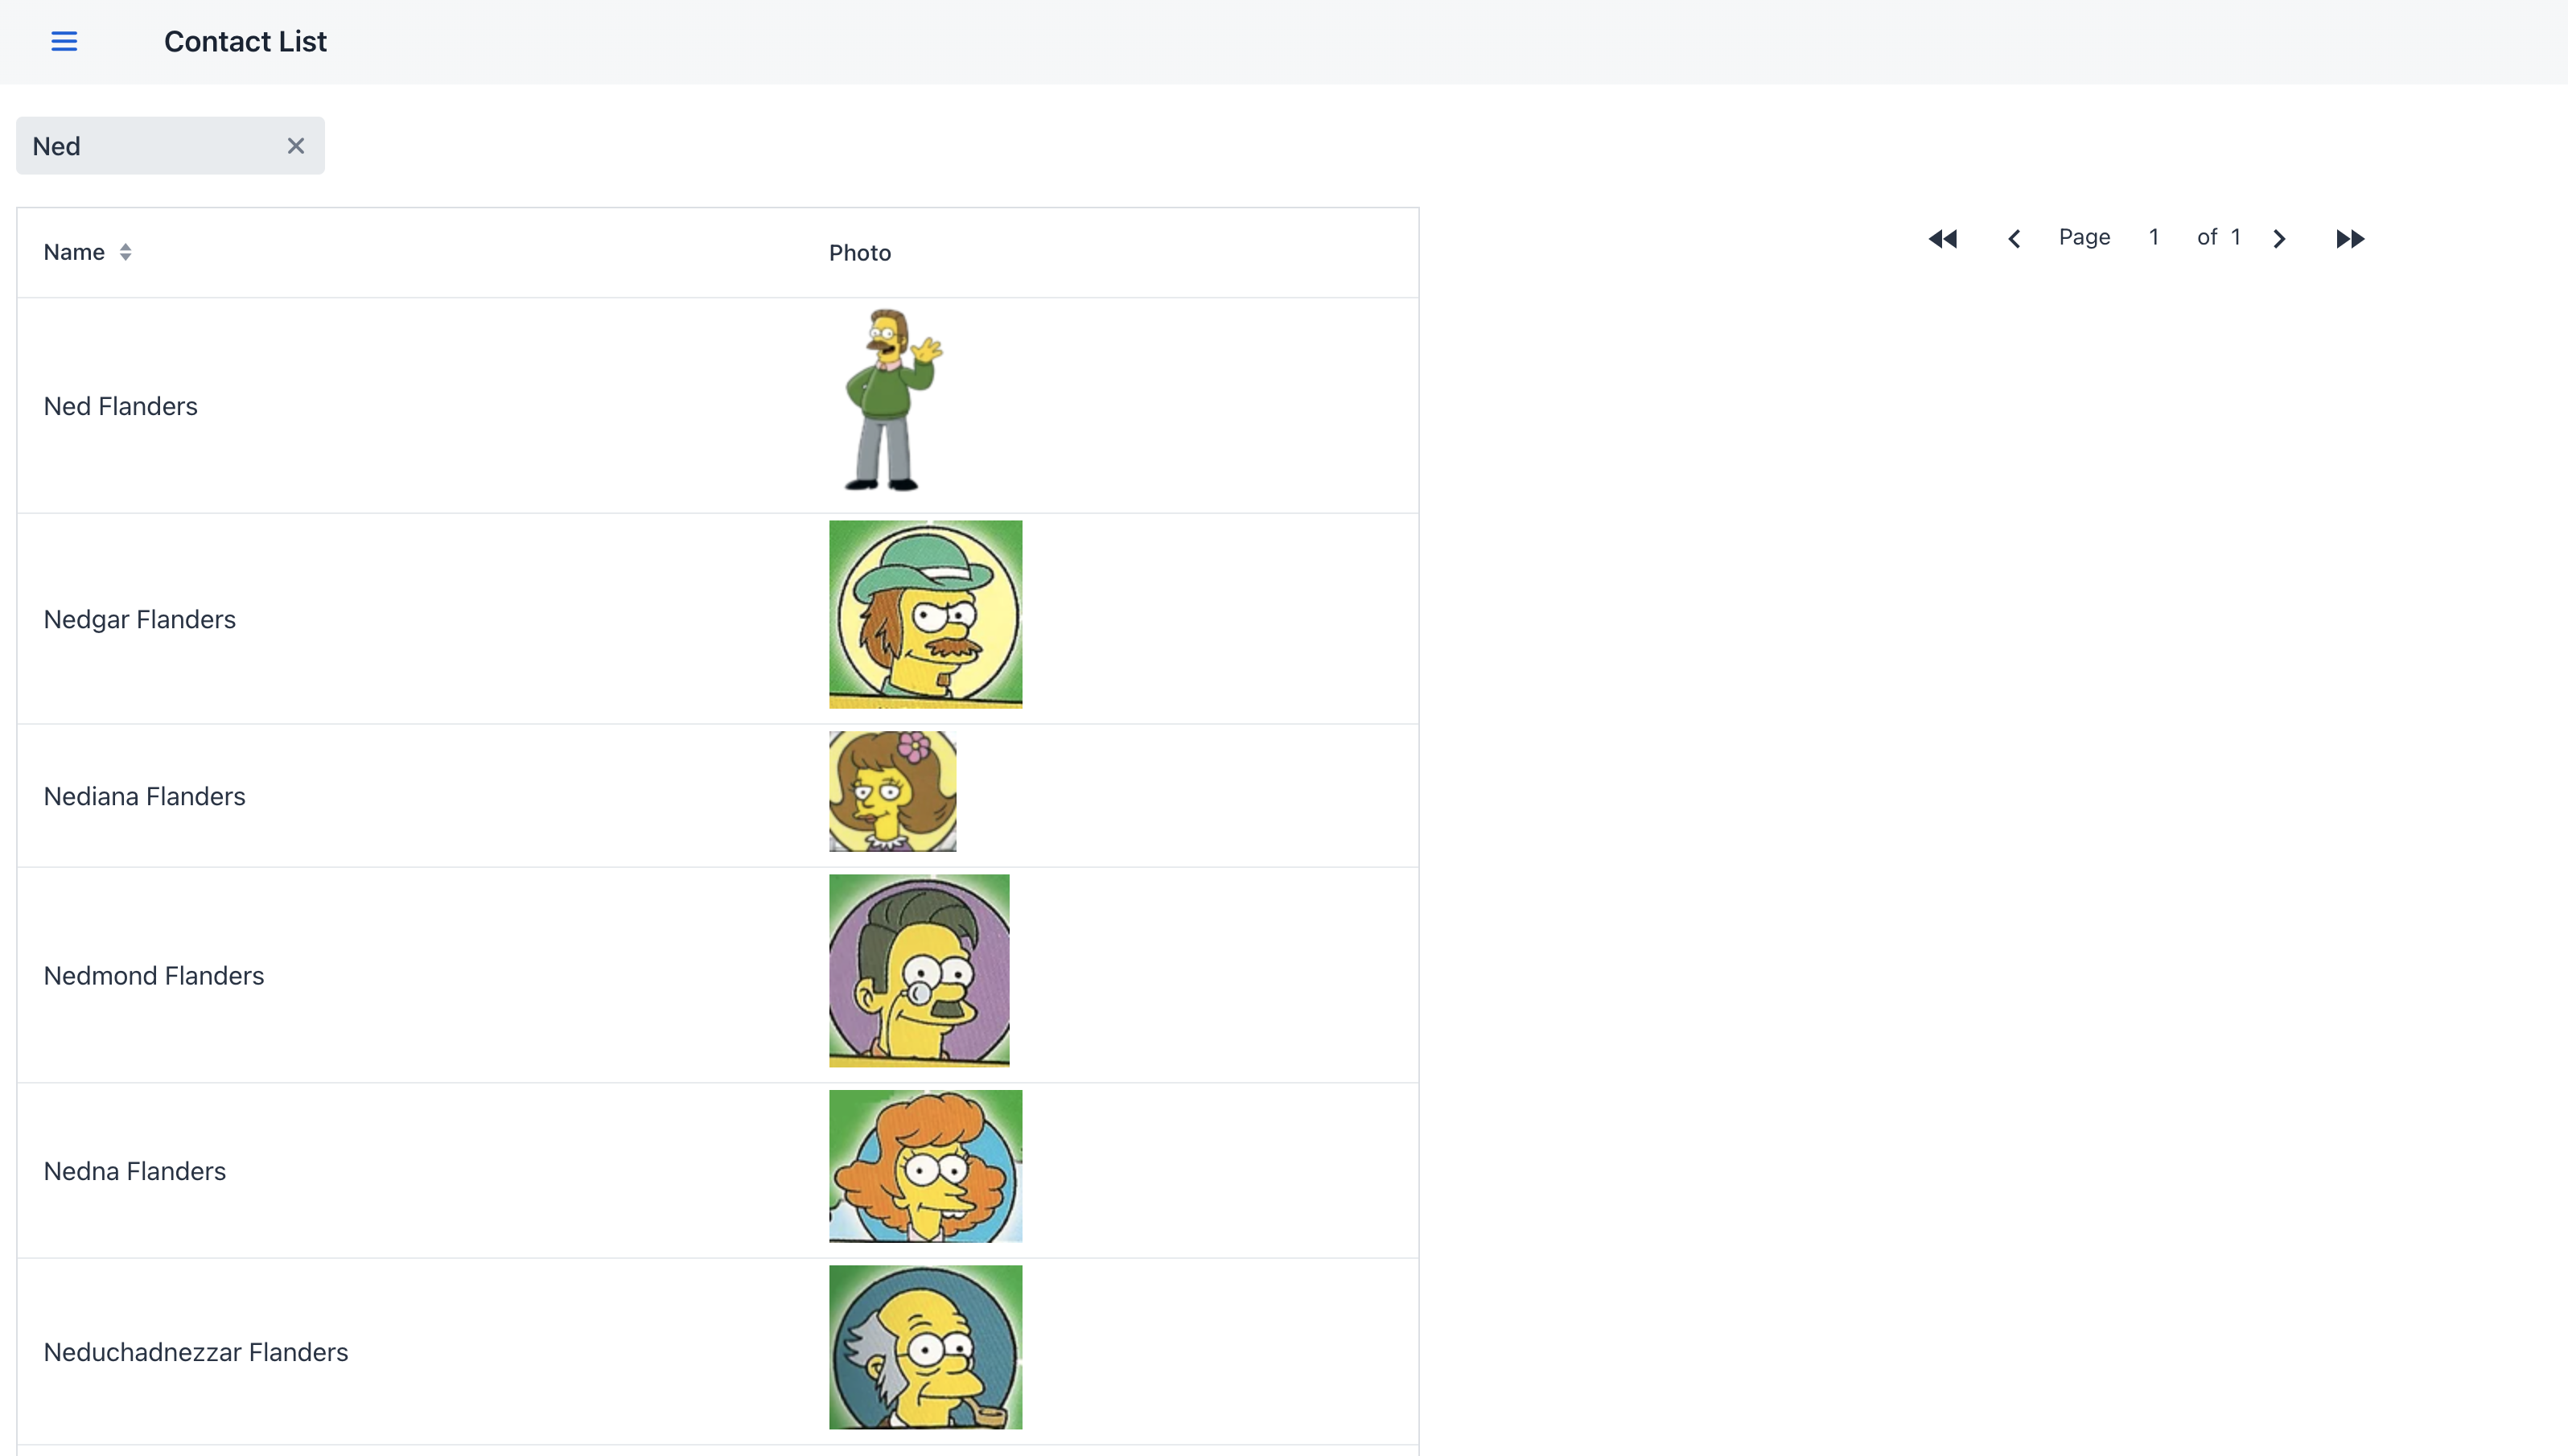 Contact List
Ned
Name Photo
Page 1 of 1
Ned Flanders
Nedgar Flanders
Nediana Flanders
Nedmond Flanders
Nedna Flanders
Neduchadnezzar Flanders